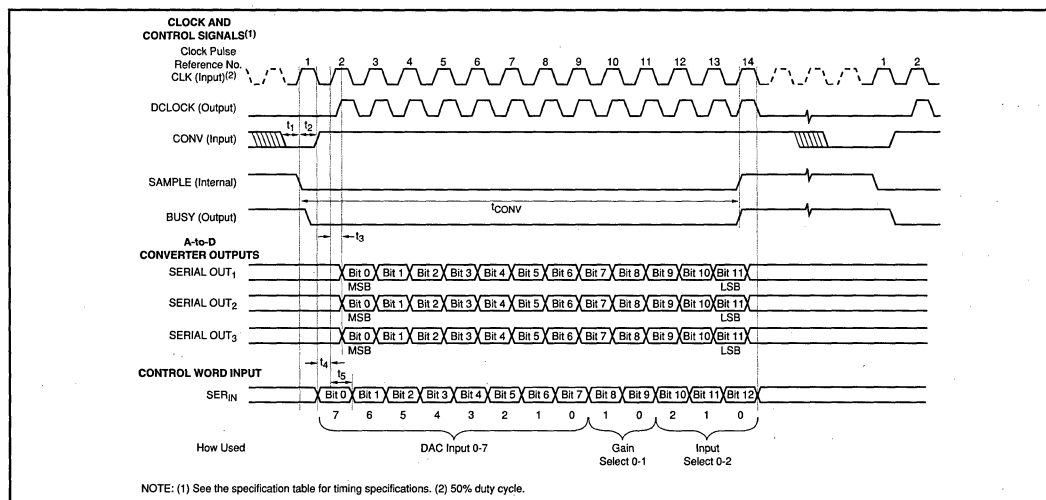 CLOCK AND
CONTROL SIGNALS(1)
Clock Pulse
Reference No.
1 2 3 4 5 6 7 8 9 10 11 12 13 14 1 2
CLK (Input)(2)
DCLOCK (Output)
t1 t2
CONV (Input)
SAMPLE (Internal)
tCONV
BUSY (Output)
t3
A-to-D
CONVERTER OUTPUTS
SERIAL OUT1 Bit 0 Bit 1 Bit 2 Bit 3 Bit 4 Bit 5 Bit 6 Bit 7 Bit 8 Bit 9 Bit 10 Bit 11
MSB LSB
SERIAL OUT2 Bit 0 Bit 1 Bit 2 Bit 3 Bit 4 Bit 5 Bit 6 Bit 7 Bit 8 Bit 9 Bit 10 Bit 11
MSB LSB
SERIAL OUT3 Bit 0 Bit 1 Bit 2 Bit 3 Bit 4 Bit 5 Bit 6 Bit 7 Bit 8 Bit 9 Bit 10 Bit 11
MSB LSB
t4
CONTROL WORD INPUT t5
SERIN Bit 0 Bit 1 Bit 2 Bit 3 Bit 4 Bit 5 Bit 6 Bit 7 Bit 8 Bit 9 Bit 10 Bit 11 Bit 12
7 6 5 4 3 2 1 0 1 0 2 1 0
How Used DAC Input 0-7 Gain Input
Select 0-1 Select 0-2
NOTE: (1) See the specification table for timing specifications. (2) 50% duty cycle.